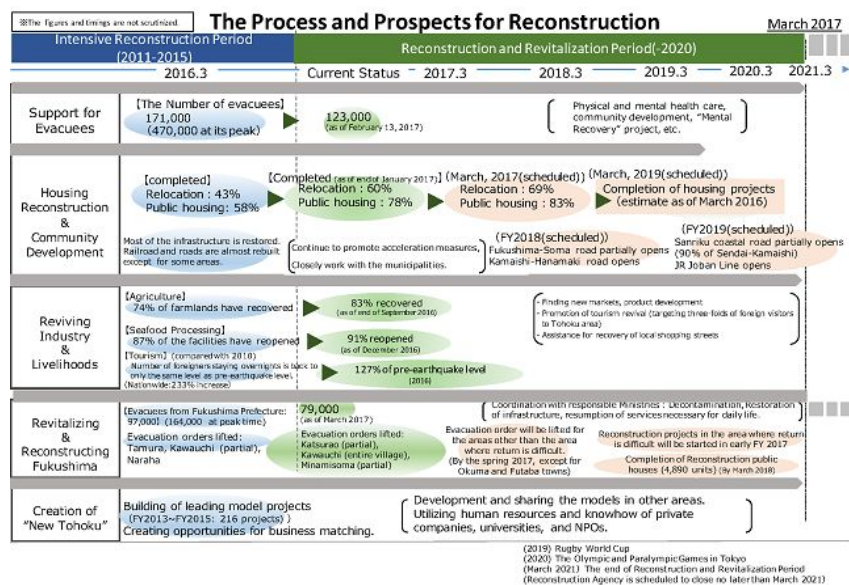 ※The figures and timings are not scrutinized.
The Process and Prospects for Reconstruction
March 2017
Intensive Reconstruction Period
(2011-2015)
Reconstruction and Revitalization Period(-2020)
2016.3 Current Status 2017.3 2018.3 2019.3 2020.3 2021.3
Support for
Evacuees
【The Number of evacuees】
171,000
(470,000 at its peak)
123,000
(as of February 13, 2017)
Physical and mental health care,
community development, "Mental
Recovery" project, etc.
Housing
Reconstruction
&
Community
Development
【completed】
Relocation : 43%
Public housing: 58%
【Completed (as of end of January 2017)】
Relocation : 60%
Public housing : 78%
(March, 2017(scheduled))
Relocation : 69%
Public housing : 83%
(March, 2019(scheduled))
Completion of housing projects
(estimate as of March 2016)
Most of the infrastructure is restored.
Railroad and roads are almost rebuilt
except for some areas.
Continue to promote acceleration measures,
Closely work with the municipalities.
(FY2018(scheduled))
Fukushima-Soma road partially opens
Kamaishi-Hanamaki road opens
(FY2019(scheduled))
Sanriku coastal road partially opens
(90% of Sendai-Kamaishi)
JR Joban Line opens
Reviving
Industry
&
Livelihoods
【Agriculture】
74% of farmlands have recovered
83% recovered
(as of end of September 2016)
【Seafood Processing】
87% of the facilities have reopened
91% reopened
(as of December 2016)
【Tourism】 (compared with 2010)
Number of foreigners staying overnights is back to
only the same level as pre-earthquake level.
(Nationwide:233% increase)
127% of pre-earthquake level
(2016)
- Finding new markets, product development
- Promotion of tourism revival (targeting three-folds of foreign visitors
to Tohoku area)
- Assistance for recovery of local shopping streets
Revitalizing
&
Reconstructing
Fukushima
【Evacuees from Fukushima Prefecture:
97,000】 (164,000 at peak time)
Evacuation orders lifted:
Tamura, Kawauchi (partial),
Naraha
79,000
(as of March 2017)
Evacuation orders lifted:
Katsurao (partial),
Kawauchi (entire village),
Minamisoma (partial)
Coordination with responsible Ministries : Decontamination, Restoration
of infrastructure, resumption of services necessary for daily life.
Evacuation order will be lifted for
the areas other than the area
where return is difficult.
(By the spring 2017, except for
Okuma and Futaba towns)
Reconstruction projects in the area where return
is difficult will be started in early FY 2017
Completion of Reconstruction public
houses (4,890 units) (By March 2018)
Creation of
"New Tohoku"
Building of leading model projects
(FY2013~FY2015: 216 projects) )
Creating opportunities for business matching.
Development and sharing the models in other areas.
Utilizing human resources and knowhow of private
companies, universities, and NPOs.
(2019) Rugby World Cup
(2020) The Olympic and Paralympic Games in Tokyo
(March 2021) The end of Reconstruction and Revitalization Period
(Reconstruction Agency is scheduled to close no later than March 2021)